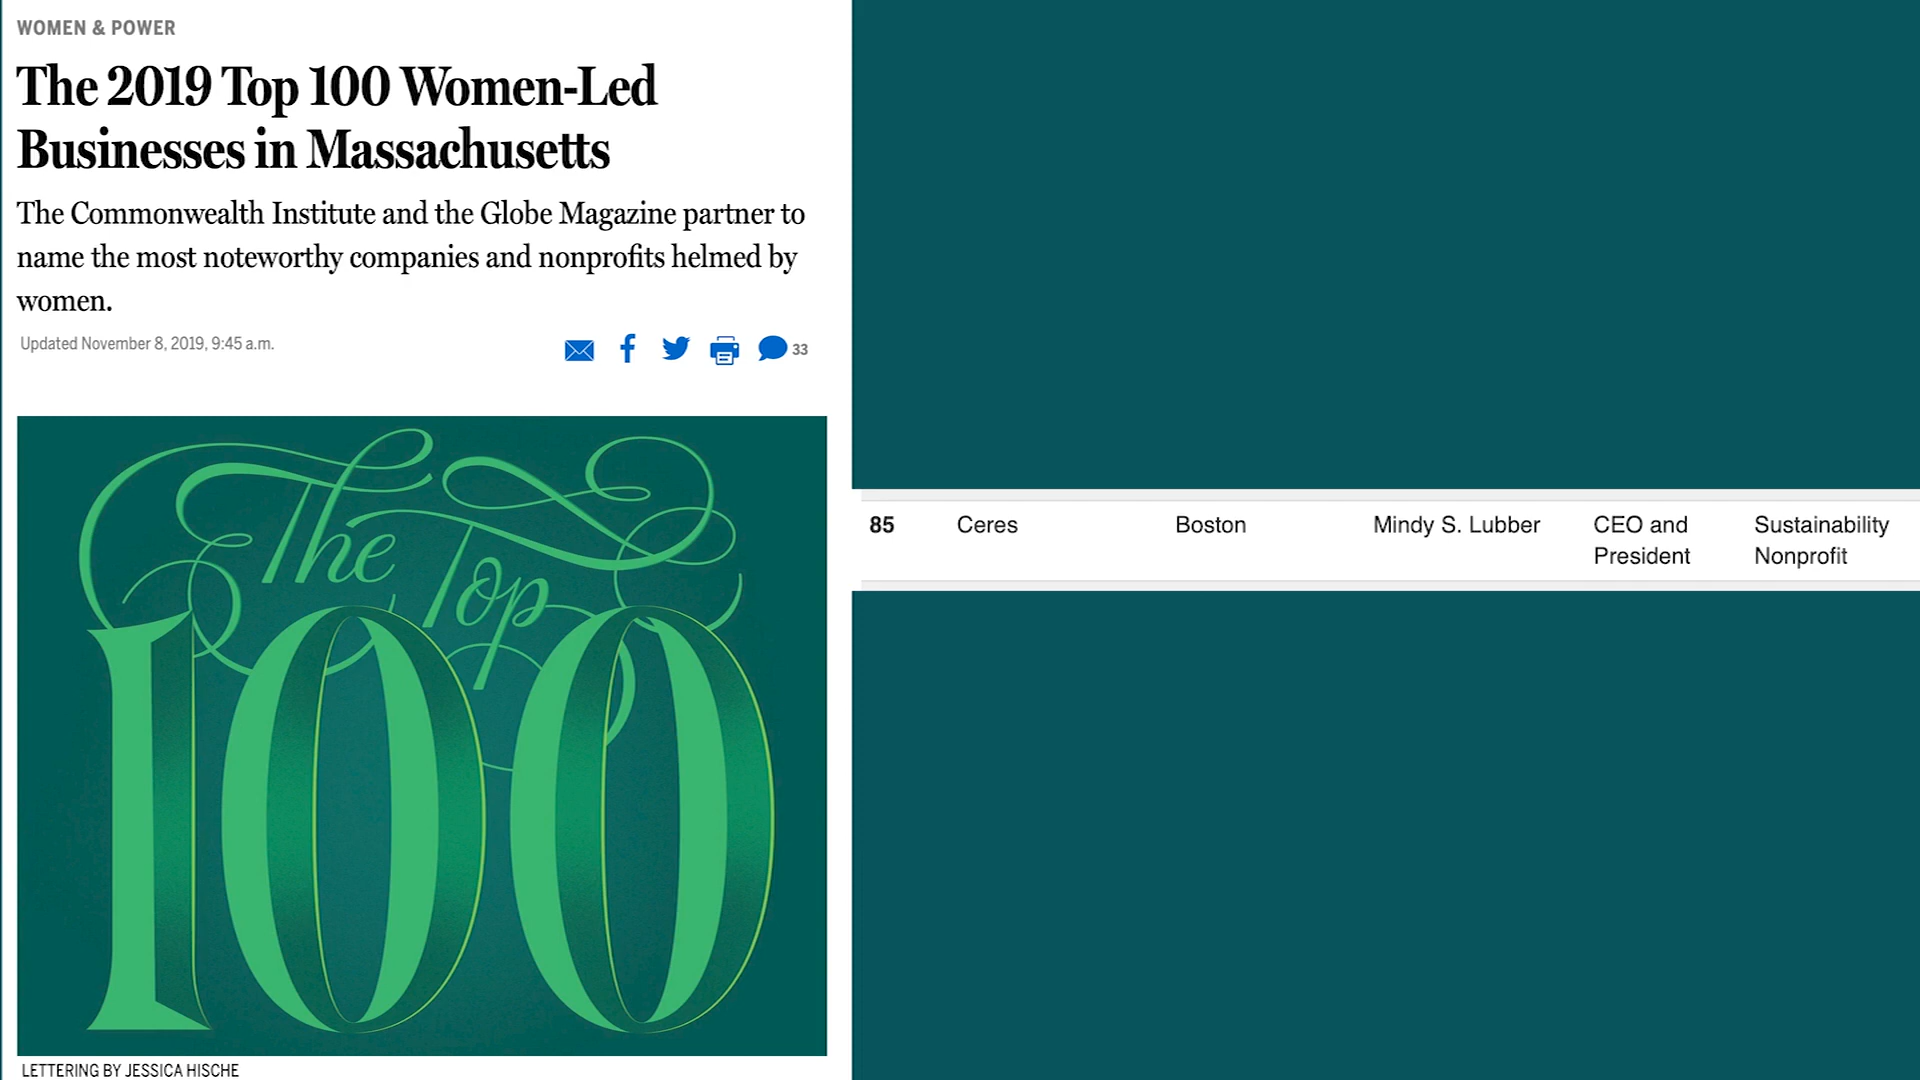 WOMEN & POWER
The 2019 Top 100 Women-Led
Businesses in Massachusetts
The Commonwealth Institute and the Globe Magazine partner to
name the most noteworthy companies and nonprofits helmed by
women.
Updated November 8, 2019, 9:45 a.m.
33
The Top
100
LETTERING BY JESSICA HISCHE
85 Ceres Boston Mindy S. Lubber CEO and Sustainability
President Nonprofit